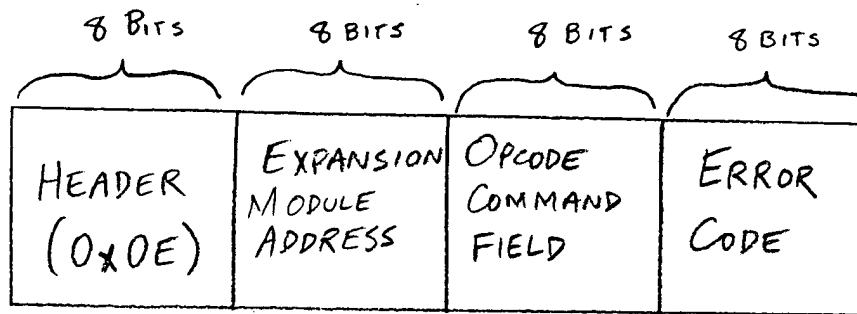 8 BITS 8 BITS 8 BITS 8 BITS
HEADER
(0x0E)
EXPANSION
MODULE
ADDRESS
OPCODE
COMMAND
FIELD
ERROR
CODE